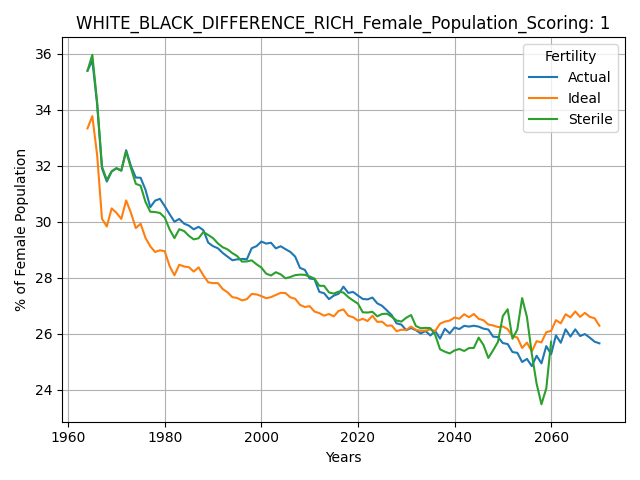 WHITE_BLACK_DIFFERENCE_RICH_Female_Population_Scoring: 1
Fertility
Actual
Ideal
Sterile
% of Female Population
36
34
32
30
28
26
24
1960
1980
2000
2020
2040
2060
Years